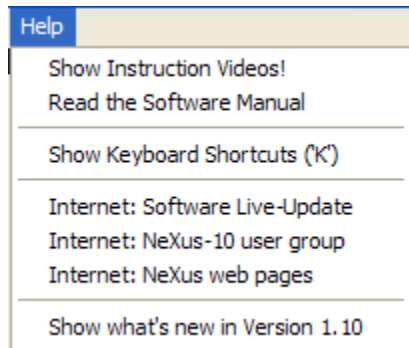 Help
Show Instruction Videos!
Read the Software Manual
Show Keyboard Shortcuts ('K')
Internet: Software Live-Update
Internet: NeXus-10 user group
Internet: NeXus web pages
Show what's new in Version 1.10